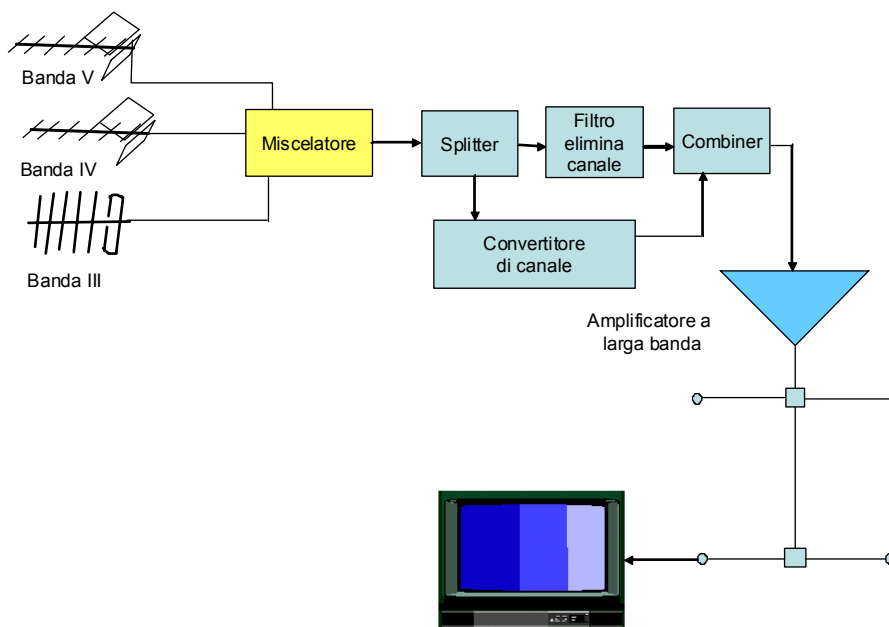 Banda V
Banda IV
Banda III
Miscelatore
Splitter
Filtro
elimina
canale
Combiner
Convertitore
di canale
Amplificatore a
larga banda